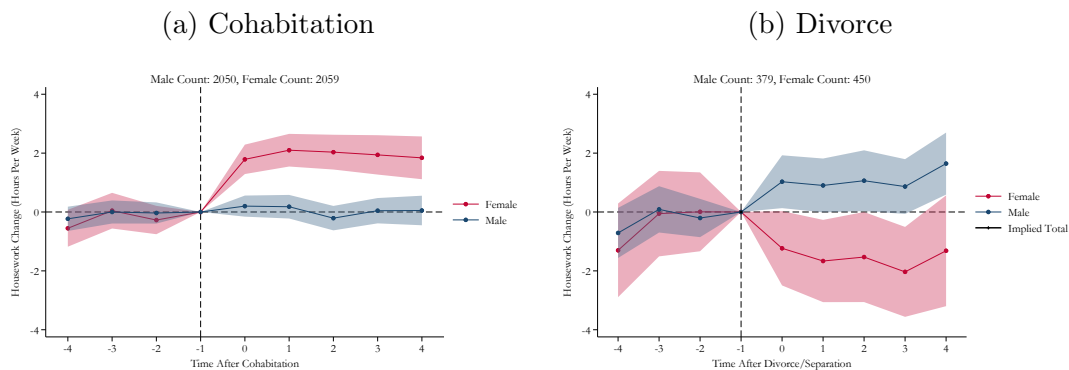 (a) Cohabitation
Male Count: 2050, Female Count: 2059
Housework Change (Hours Per Week)
4
2
0
-2
-4
-4 -3 -2 -1 0 1 2 3 4
Time After Cohabitation
Female
Male
(b) Divorce
Male Count: 379, Female Count: 450
Housework Change (Hours Per Week)
4
2
0
-2
-4
-4 -3 -2 -1 0 1 2 3 4
Time After Divorce/Separation
Female
Male
Implied Total